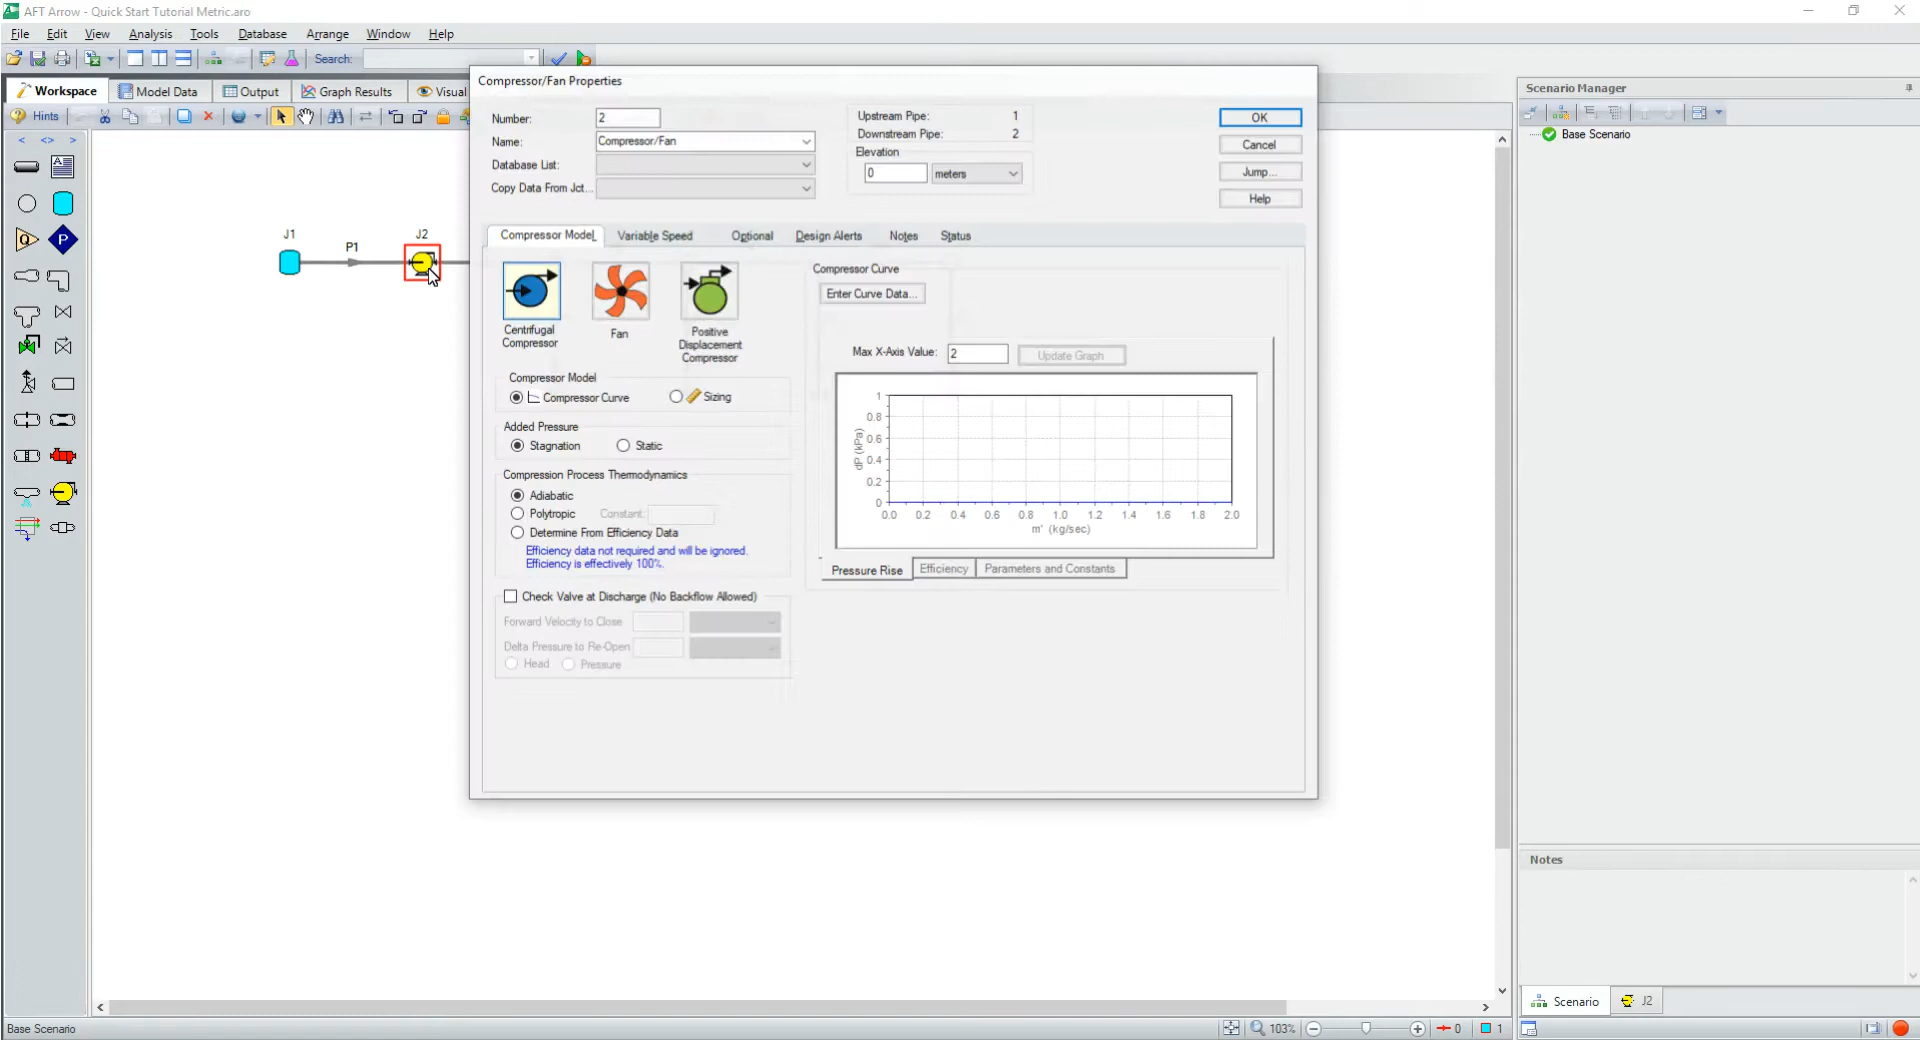 AFT Arrow - Quick Start Tutorial Metric.aro
File Edit View Analysis Tools Database Arrange Window Help
Search:
Workspace Model Data Output Graph Results Visual
Hints
< <> >
J1
P1
J2
Compressor/Fan Properties
Number: 2
Name: Compressor/Fan
Database List:
Copy Data From Jct...
Upstream Pipe: 1
Downstream Pipe: 2
Elevation
0 meters
OK
Cancel
Jump...
Help
Compressor Model Variable Speed Optional Design Alerts Notes Status
Centrifugal
Compressor
Fan
Positive
Displacement
Compressor
Compressor Model
Compressor Curve Sizing
Added Pressure
Stagnation Static
Compression Process Thermodynamics
Adiabatic
Polytropic Constant:
Determine From Efficiency Data
Efficiency data not required and will be ignored.
Efficiency is effectively 100%.
Check Valve at Discharge (No Backflow Allowed)
Forward Velocity to Close
Delta Pressure to Re-Open
Head Pressure
Compressor Curve
Enter Curve Data...
Max X-Axis Value: 2 Update Graph
1
0.8
0.6
0.4
0.2
0
dP (kPa)
0.0 0.2 0.4 0.6 0.8 1.0 1.2 1.4 1.6 1.8 2.0
m' (kg/sec)
Pressure Rise Efficiency Parameters and Constants
Scenario Manager
Base Scenario
Notes
Scenario J2
Base Scenario
103% 0 1